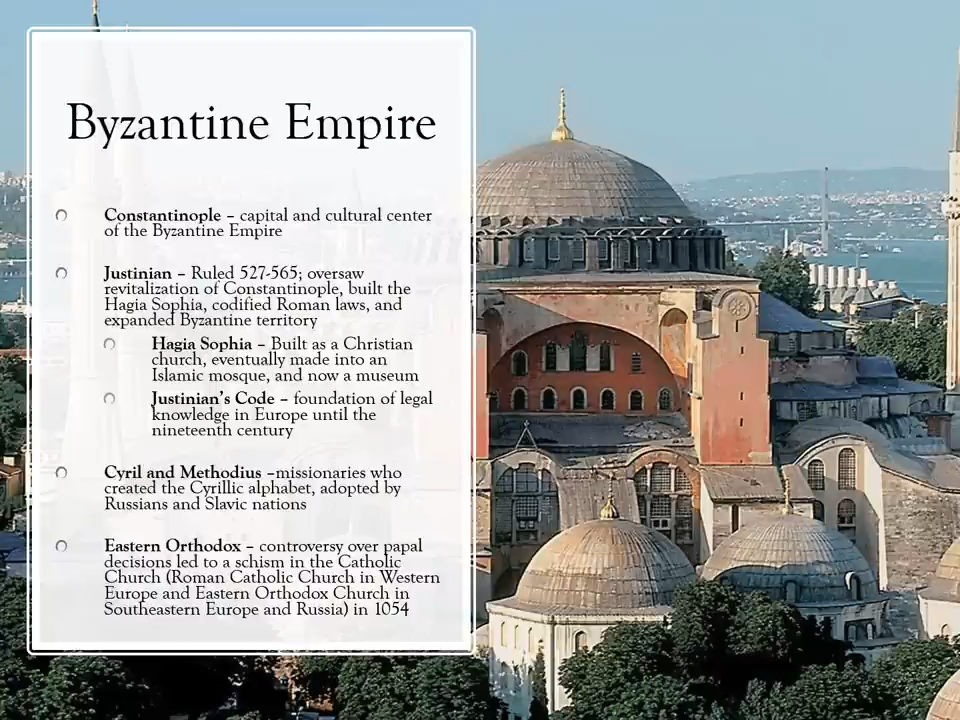 Byzantine Empire
Constantinople – capital and cultural center
of the Byzantine Empire
Justinian – Ruled 527-565; oversaw
revitalization of Constantinople, built the
Hagia Sophia, codified Roman laws, and
expanded Byzantine territory
Hagia Sophia – Built as a Christian
church, eventually made into an
Islamic mosque, and now a museum
Justinian's Code – foundation of legal
knowledge in Europe until the
nineteenth century
Cyril and Methodius –missionaries who
created the Cyrillic alphabet, adopted by
Russians and Slavic nations
Eastern Orthodox – controversy over papal
decisions led to a schism in the Catholic
Church (Roman Catholic Church in Western
Europe and Eastern Orthodox Church in
Southeastern Europe and Russia) in 1054